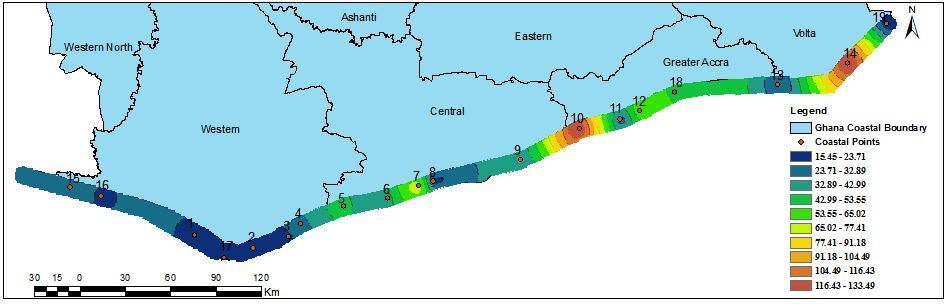 Ashanti
Western North
Eastern
Volta
Greater Accra
Central
Western
19
N
14
13
18
12
11
10
9
8
7
6
5
4
3
2
17
1
16
15
Legend
Ghana Coastal Boundary
Coastal Points
15.45 - 23.71
23.71 - 32.89
32.89 - 42.99
42.99 - 53.55
53.55 - 65.02
65.02 - 77.41
77.41 - 91.18
91.18 - 104.49
104.49 - 116.43
116.43 - 133.49
30 15 0 30 60 90 120
Km